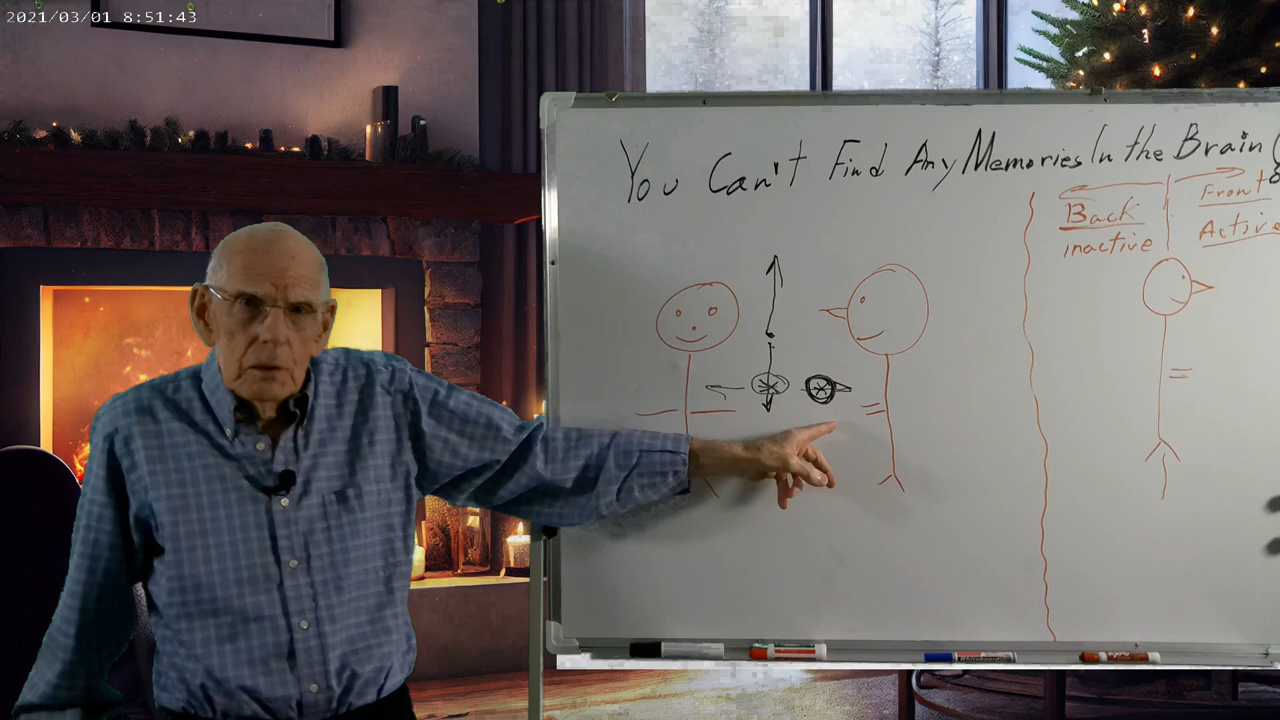 2021/03/01 8:51:43
You Can't Find Any Memories In the Brain (
Back
inactive
Front
Active